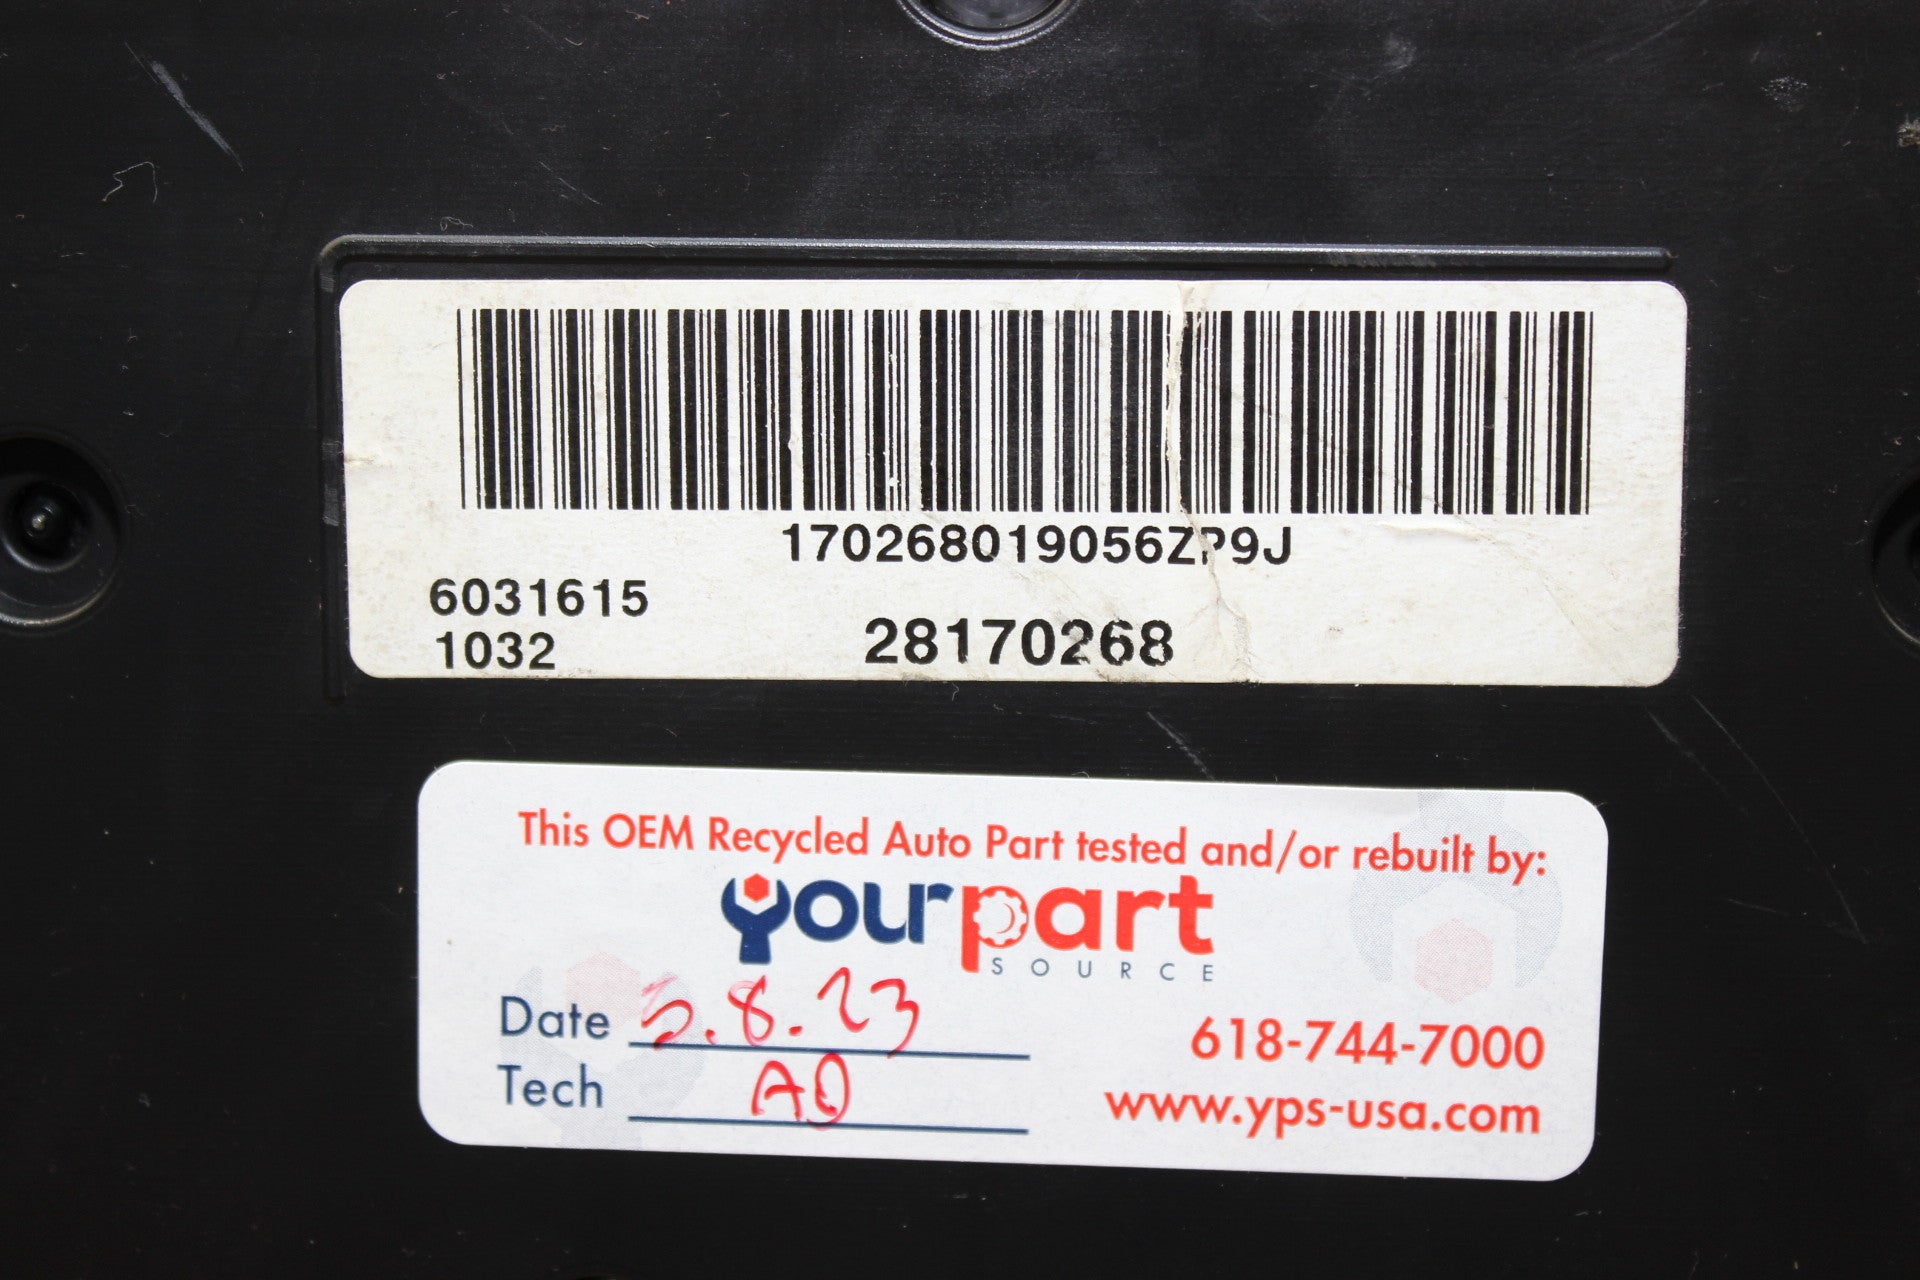 170268019056ZP9J
6031615
1032
28170268
This OEM Recycled Auto Part tested and/or rebuilt by:
yourpart
SOURCE
Date 5.8.23
Tech AO
618-744-7000
www.yps-usa.com